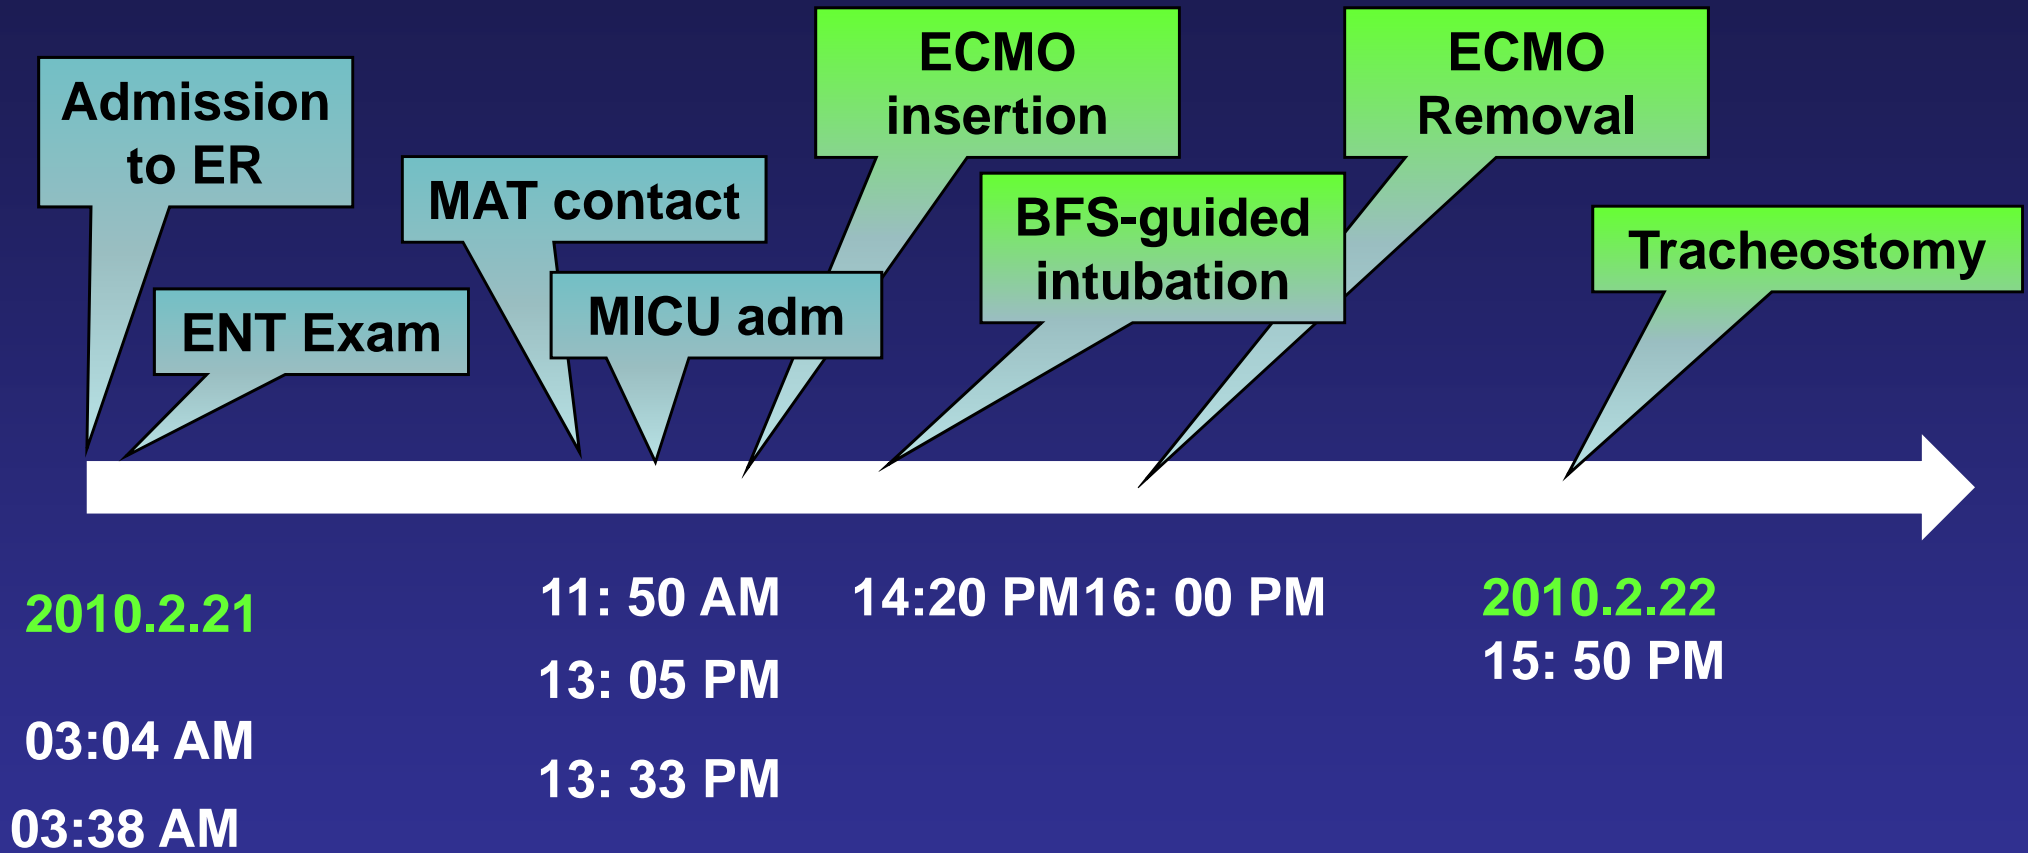 Admission
to ER
ENT Exam
MAT contact
MICU adm
ECMO
insertion
BFS-guided
intubation
ECMO
Removal
Tracheostomy
2010.2.21
03:04 AM
03:38 AM
11: 50 AM
13: 05 PM
13: 33 PM
14:20 PM
16: 00 PM
2010.2.22
15: 50 PM